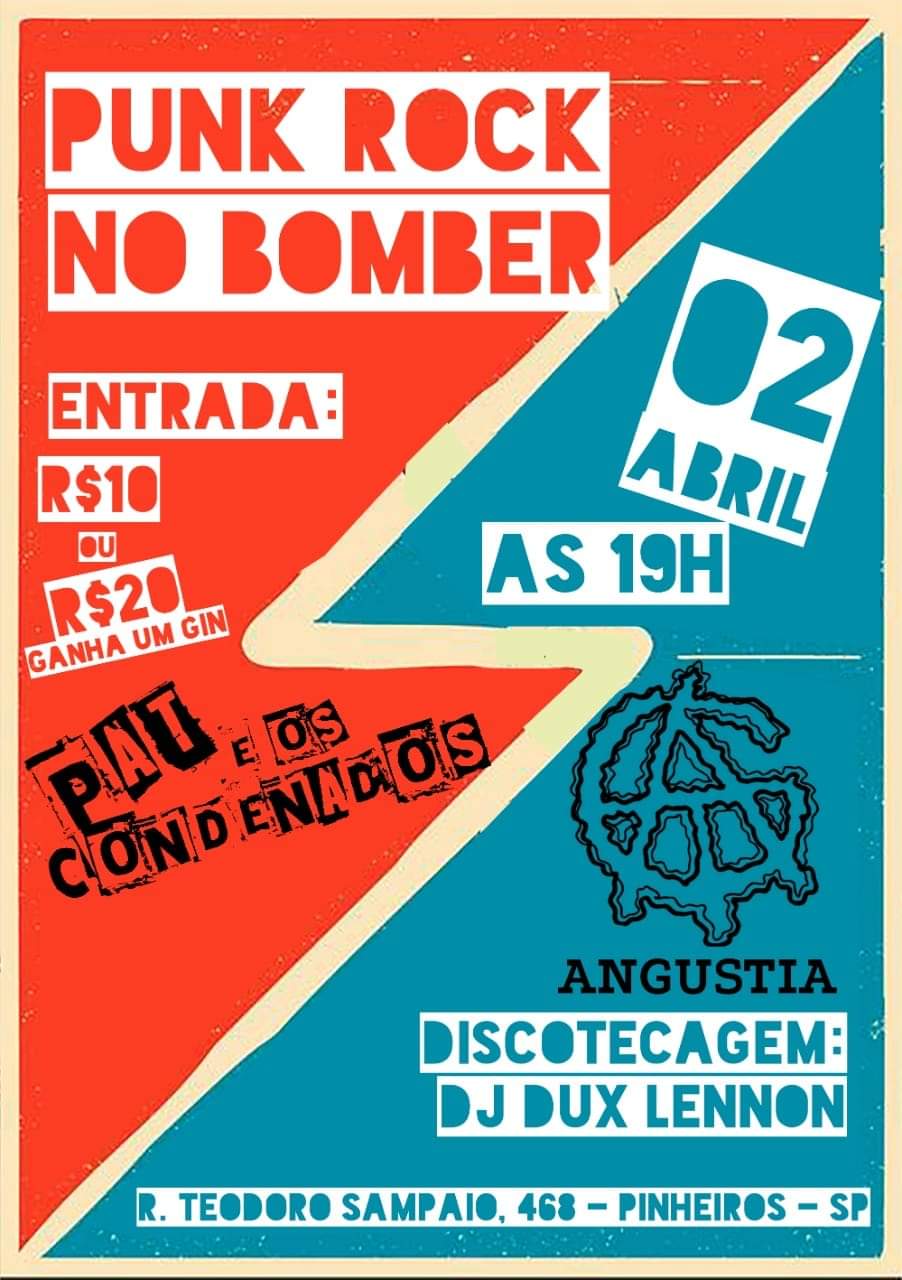 PUNK ROCK
NO BOMBER
02
ABRIL
AS 19H
ENTRADA:
R$10
OU
R$20
GANHA UM GIN
PAT E OS
CONDENADOS
ANGUSTIA
DISCOTECAGEM:
DJ DUX LENNON
R. TEODORO SAMPAIO, 468 – PINHEIROS – SP